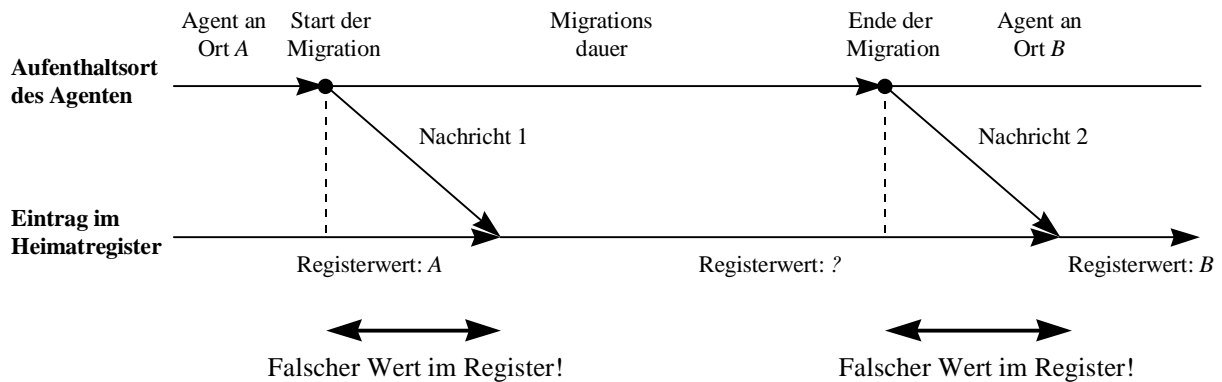 Agent an
Ort A
Start der
Migration
Migrations
dauer
Ende der
Migration
Agent an
Ort B
Aufenthaltsort
des Agenten
Nachricht 1
Nachricht 2
Eintrag im
Heimatregister
Registerwert: A
Registerwert: ?
Registerwert: B
Falscher Wert im Register!
Falscher Wert im Register!